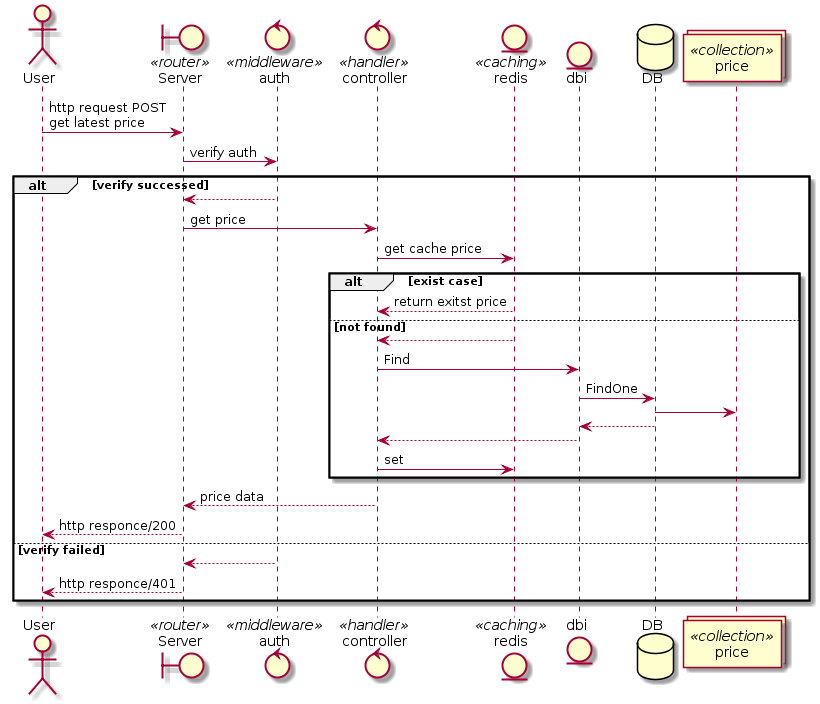 User
«router»
Server
«middleware»
auth
«handler»
controller
«caching»
redis
dbi
DB
«collection»
price
http request POST
get latest price
verify auth
alt [verify successed]
get price
get cache price
alt [exist case]
return exitst price
[not found]
Find
FindOne
set
price data
http responce/200
[verify failed]
http responce/401
User
«router»
Server
«middleware»
auth
«handler»
controller
«caching»
redis
dbi
DB
«collection»
price